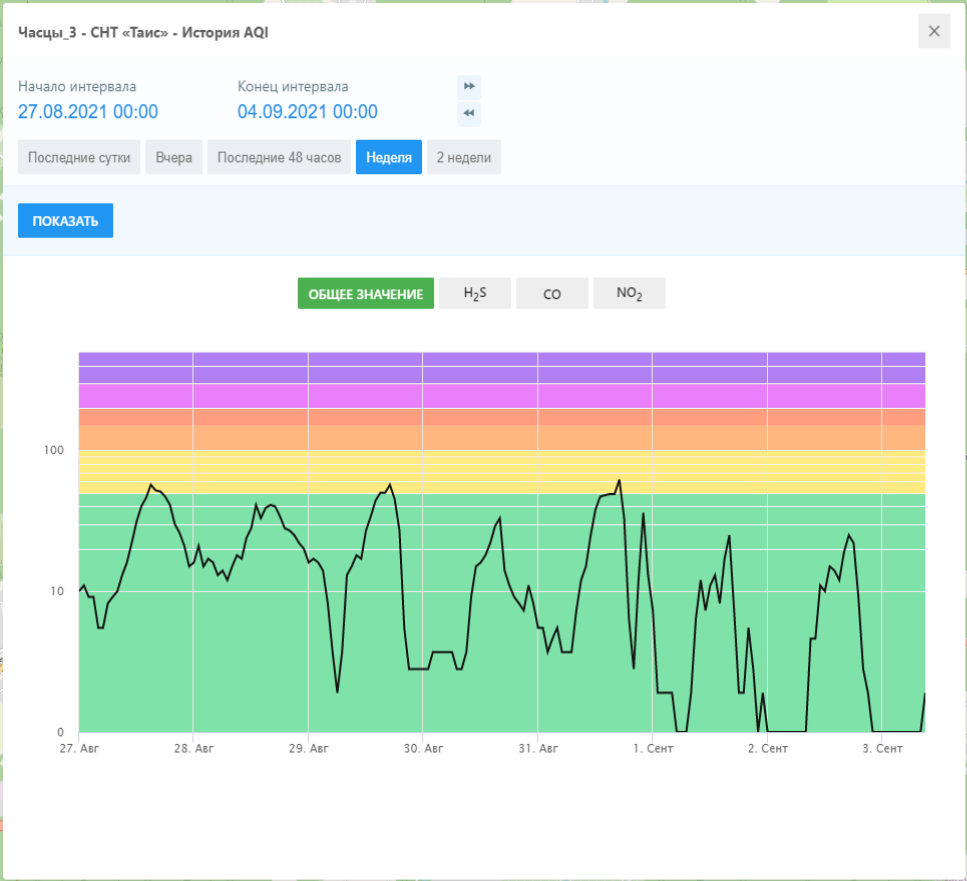 Часцы_3 - СНТ «Таис» - История AQI
Начало интервала
27.08.2021 00:00
Конец интервала
04.09.2021 00:00
Последние сутки
Вчера
Последние 48 часов
Неделя
2 недели
ПОКАЗАТЬ
ОБЩЕЕ ЗНАЧЕНИЕ
H₂S
CO
NO₂
100
10
0
27. Авг
28. Авг
29. Авг
30. Авг
31. Авг
1. Сент
2. Сент
3. Сент